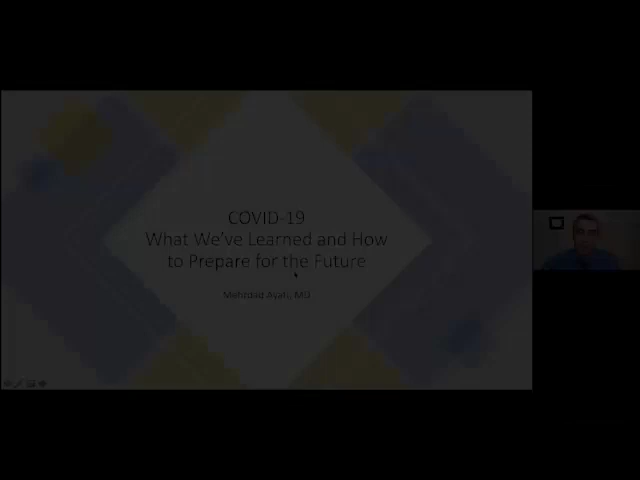 COVID-19
What We've Learned and How
to Prepare for the Future
Mehrdad Ayati, MD